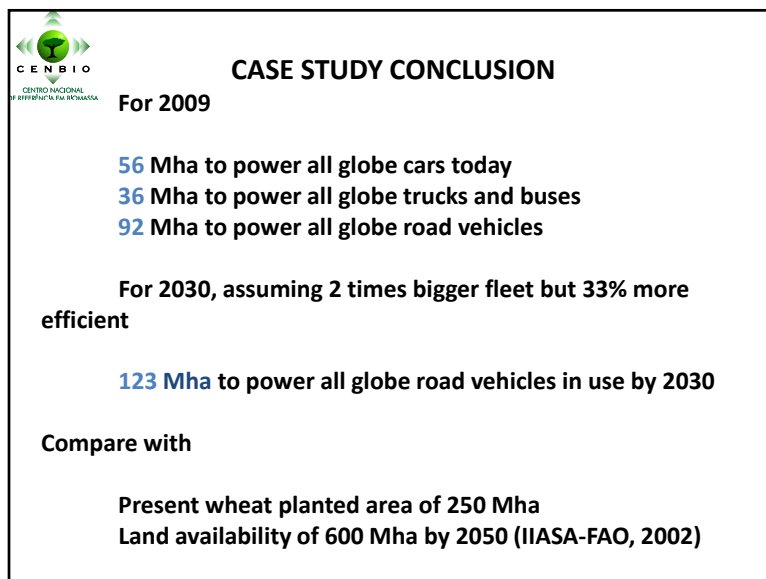 CENBIO
CENTRO NACIONAL
DE REFERÊNCIA EM BIOMASSA
CASE STUDY CONCLUSION
For 2009
56 Mha to power all globe cars today
36 Mha to power all globe trucks and buses
92 Mha to power all globe road vehicles
For 2030, assuming 2 times bigger fleet but 33% more
efficient
123 Mha to power all globe road vehicles in use by 2030
Compare with
Present wheat planted area of 250 Mha
Land availability of 600 Mha by 2050 (IIASA-FAO, 2002)